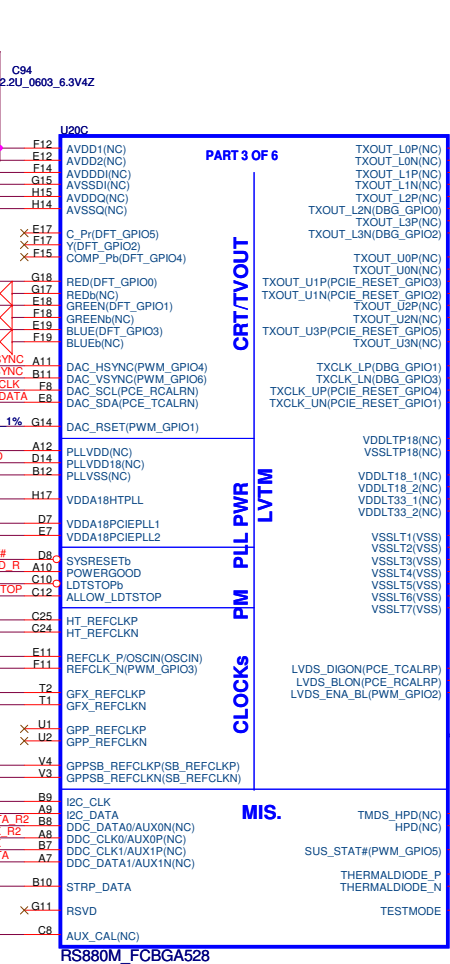 C94
2.2U_0603_6.3V4Z
U20C
PART 3 OF 6
F12 AVDD1(NC) TXOUT_L0P(NC)
E12 AVDD2(NC) TXOUT_L0N(NC)
F14 AVDDDI(NC) TXOUT_L1P(NC)
G15 AVSSDI(NC) TXOUT_L1N(NC)
H15 AVDDQ(NC) TXOUT_L2P(NC)
H14 AVSSQ(NC) TXOUT_L2N(DBG_GPIO0)
TXOUT_L3P(NC)
E17 C_Pr(DFT_GPIO5) TXOUT_L3N(DBG_GPIO2)
F17 Y(DFT_GPIO2)
F15 COMP_Pb(DFT_GPIO4) TXOUT_U0P(NC)
TXOUT_U0N(NC)
G18 RED(DFT_GPIO0) TXOUT_U1P(PCIE_RESET_GPIO3)
G17 REDb(NC) TXOUT_U1N(PCIE_RESET_GPIO2)
E18 GREEN(DFT_GPIO1) TXOUT_U2P(NC)
F18 GREENb(NC) TXOUT_U2N(NC)
E19 BLUE(DFT_GPIO3) TXOUT_U3P(PCIE_RESET_GPIO5)
F19 BLUEb(NC) TXOUT_U3N(NC)
CRT/TVOUT
SYNC A11 DAC_HSYNC(PWM_GPIO4) TXCLK_LP(DBG_GPIO1)
SYNC B11 DAC_VSYNC(PWM_GPIO6) TXCLK_LN(DBG_GPIO3)
CLK F8 DAC_SCL(PCE_RCALRN) TXCLK_UP(PCIE_RESET_GPIO4)
DATA E8 DAC_SDA(PCE_TCALRN) TXCLK_UN(PCIE_RESET_GPIO1)
1% G14 DAC_RSET(PWM_GPIO1)
VDDLTP18(NC)
A12 PLLVDD(NC) VSSLTP18(NC)
D14 PLLVDD18(NC)
B12 PLLVSS(NC) VDDLT18_1(NC)
VDDLT18_2(NC)
H17 VDDA18HTPLL VDDLT33_1(NC)
VDDLT33_2(NC)
D7 VDDA18PCIEPLL1
E7 VDDA18PCIEPLL2 VSSLT1(VSS)
VSSLT2(VSS)
PLL PWR
LVTM
# D8 SYSRESETb VSSLT3(VSS)
D_R A10 POWERGOOD VSSLT4(VSS)
C10 LDTSTOPb VSSLT5(VSS)
TOP C12 ALLOW_LDTSTOP VSSLT6(VSS)
VSSLT7(VSS)
PM
C25 HT_REFCLKP
C24 HT_REFCLKN
E11 REFCLK_P/OSCIN(OSCIN)
F11 REFCLK_N(PWM_GPIO3) LVDS_DIGON(PCE_TCALRP)
LVDS_BLON(PCE_RCALRP)
T2 GFX_REFCLKP LVDS_ENA_BL(PWM_GPIO2)
T1 GFX_REFCLKN
CLOCKs
U1 GPP_REFCLKP
U2 GPP_REFCLKN
V4 GPPSB_REFCLKP(SB_REFCLKP)
V3 GPPSB_REFCLKN(SB_REFCLKN)
MIS.
B9 I2C_CLK
A9 I2C_DATA TMDS_HPD(NC)
TA_R2 B8 DDC_DATA0/AUX0N(NC) HPD(NC)
_R2 A8 DDC_CLK0/AUX0P(NC)
B7 DDC_CLK1/AUX1P(NC) SUS_STAT#(PWM_GPIO5)
TA A7 DDC_DATA1/AUX1N(NC)
THERMALDIODE_P
B10 STRP_DATA THERMALDIODE_N
G11 RSVD TESTMODE
C8 AUX_CAL(NC)
RS880M_FCBGA528